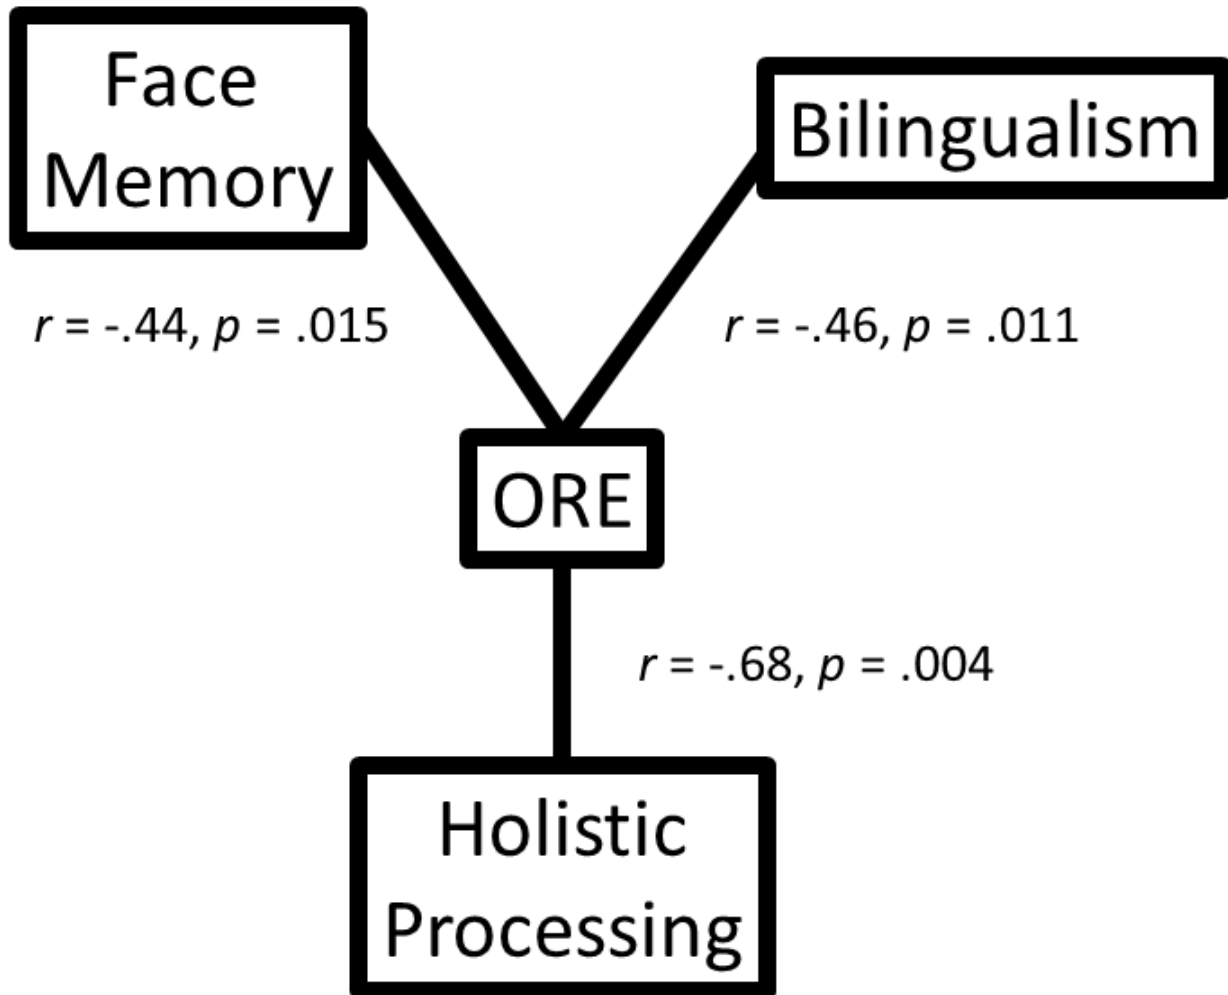 Face
Memory
Bilingualism
r = -.44, p = .015
r = -.46, p = .011
ORE
r = -.68, p = .004
Holistic
Processing